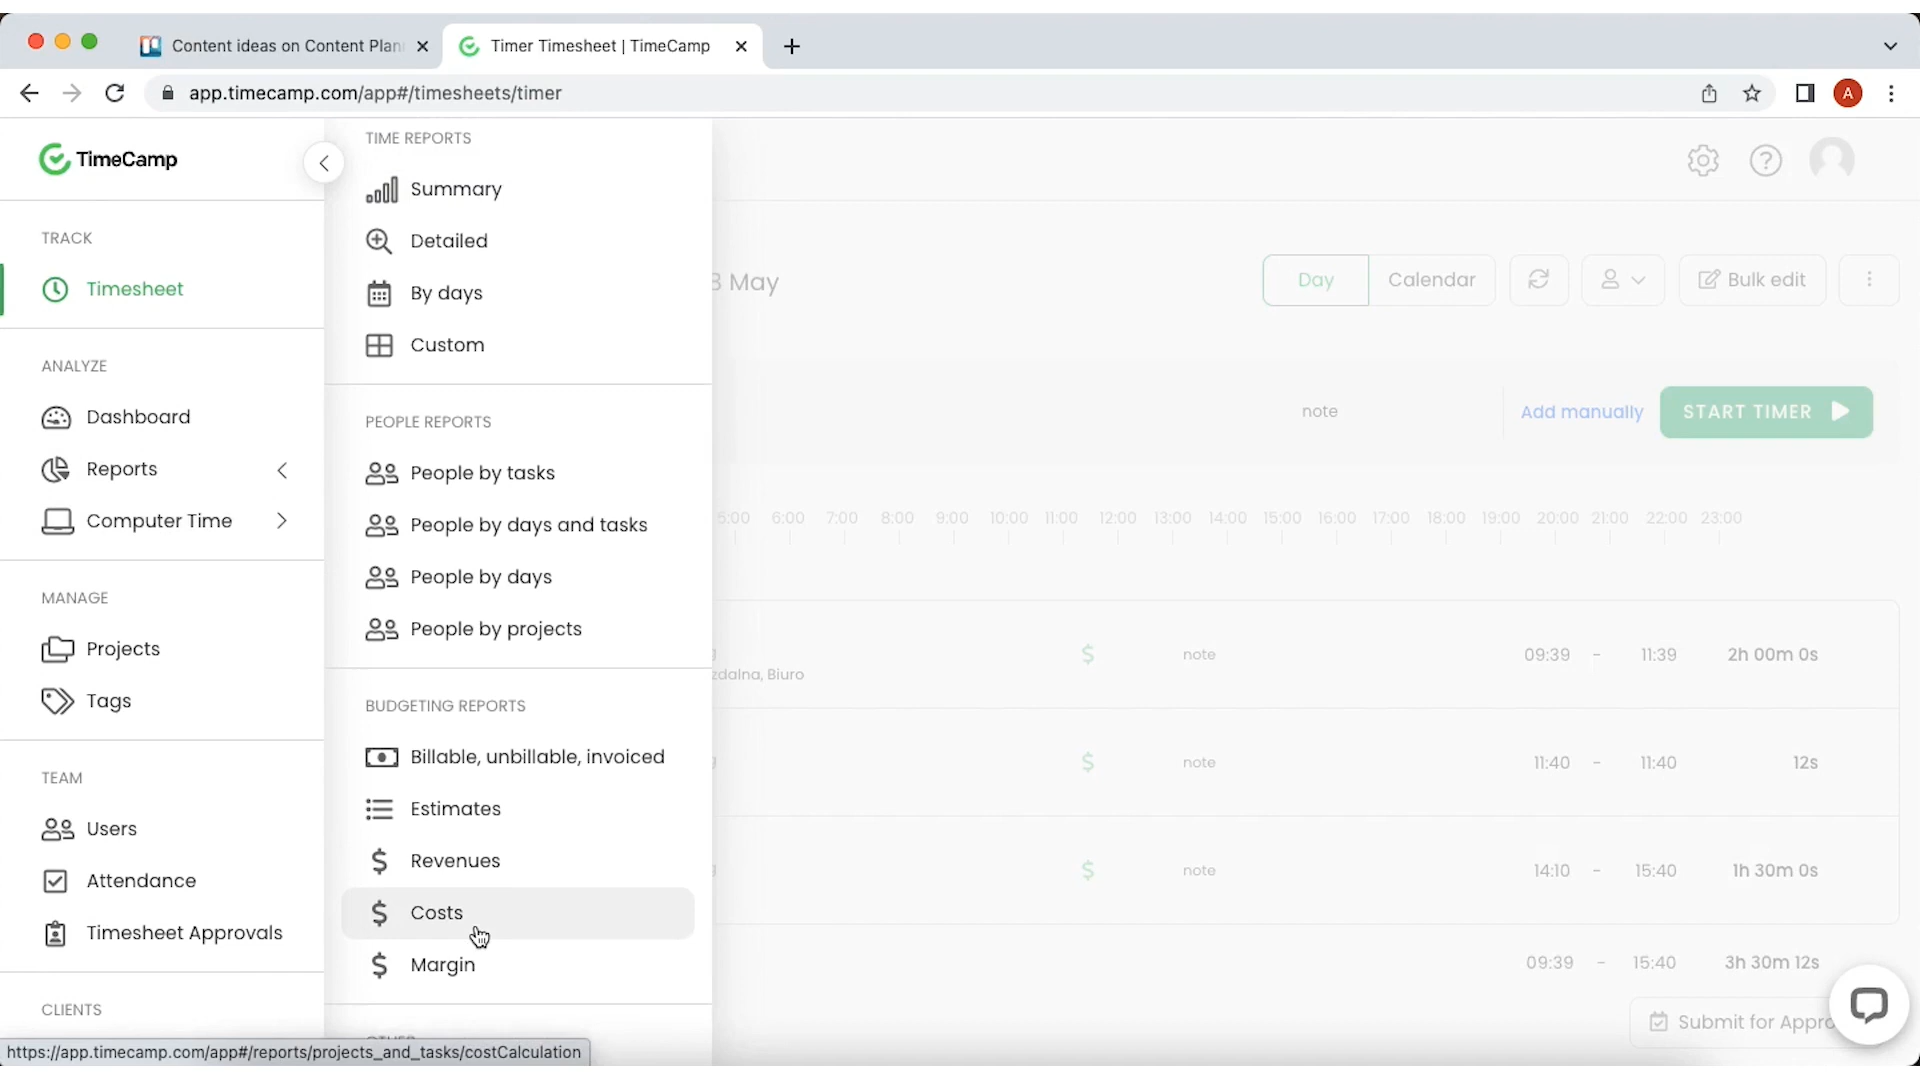 Content ideas on Content Plan
Timer Timesheet | TimeCamp
app.timecamp.com/app#/timesheets/timer
A
TimeCamp
TRACK
Timesheet
ANALYZE
Dashboard
Reports
Computer Time
MANAGE
Projects
Tags
TEAM
Users
Attendance
Timesheet Approvals
CLIENTS
https://app.timecamp.com/app#/reports/projects_and_tasks/costCalculation
TIME REPORTS
Summary
Detailed
By days
Custom
PEOPLE REPORTS
People by tasks
People by days and tasks
People by days
People by projects
BUDGETING REPORTS
Billable, unbillable, invoiced
Estimates
$ Revenues
$ Costs
$ Margin
May
Day Calendar Bulk edit
note Add manually START TIMER
5:00 6:00 7:00 8:00 9:00 10:00 11:00 12:00 13:00 14:00 15:00 16:00 17:00 18:00 19:00 20:00 21:00 22:00 23:00
$ note 09:39 - 11:39 2h 00m 0s
zdalna, Biuro
$ note 11:40 - 11:40 12s
$ note 14:10 - 15:40 1h 30m 0s
09:39 - 15:40 3h 30m 12s
Submit for Appro